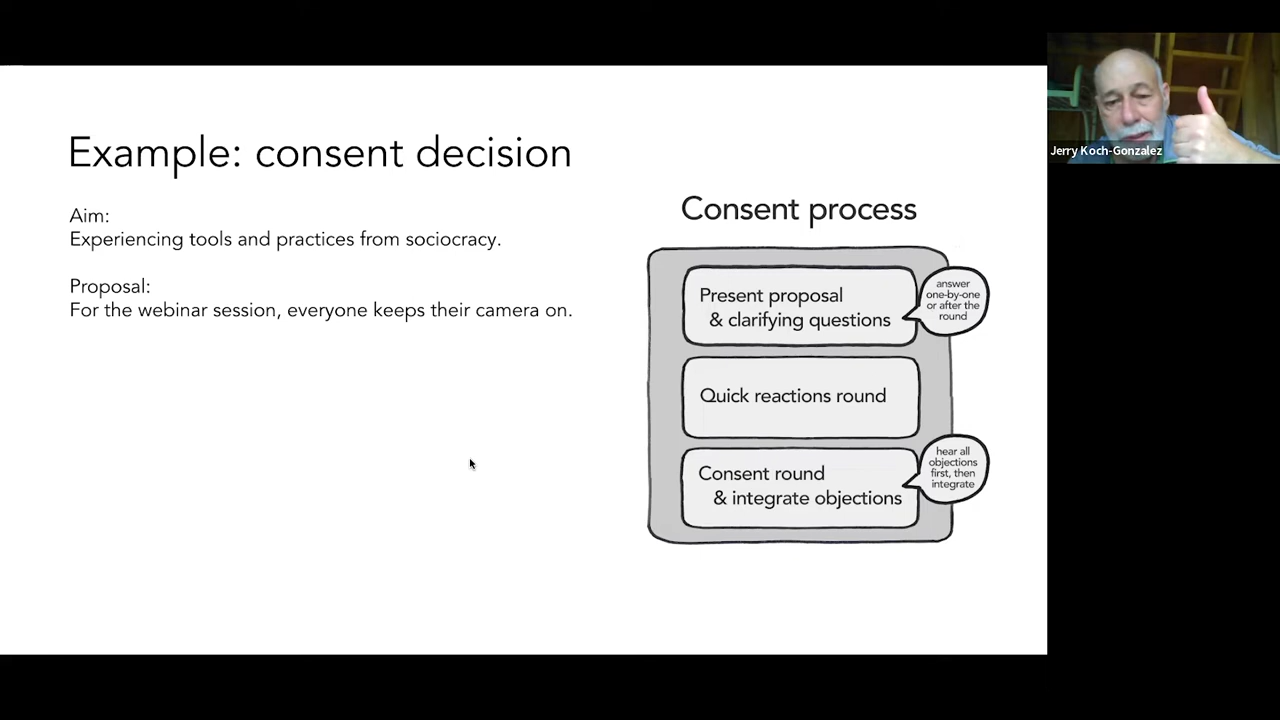 Example: consent decision
Aim:
Experiencing tools and practices from sociocracy.
Proposal:
For the webinar session, everyone keeps their camera on.
Consent process
Present proposal
& clarifying questions
answer
one-by-one
or after the
round
Quick reactions round
Consent round
& integrate objections
hear all
objections
first, then
integrate
Jerry Koch-Gonzalez